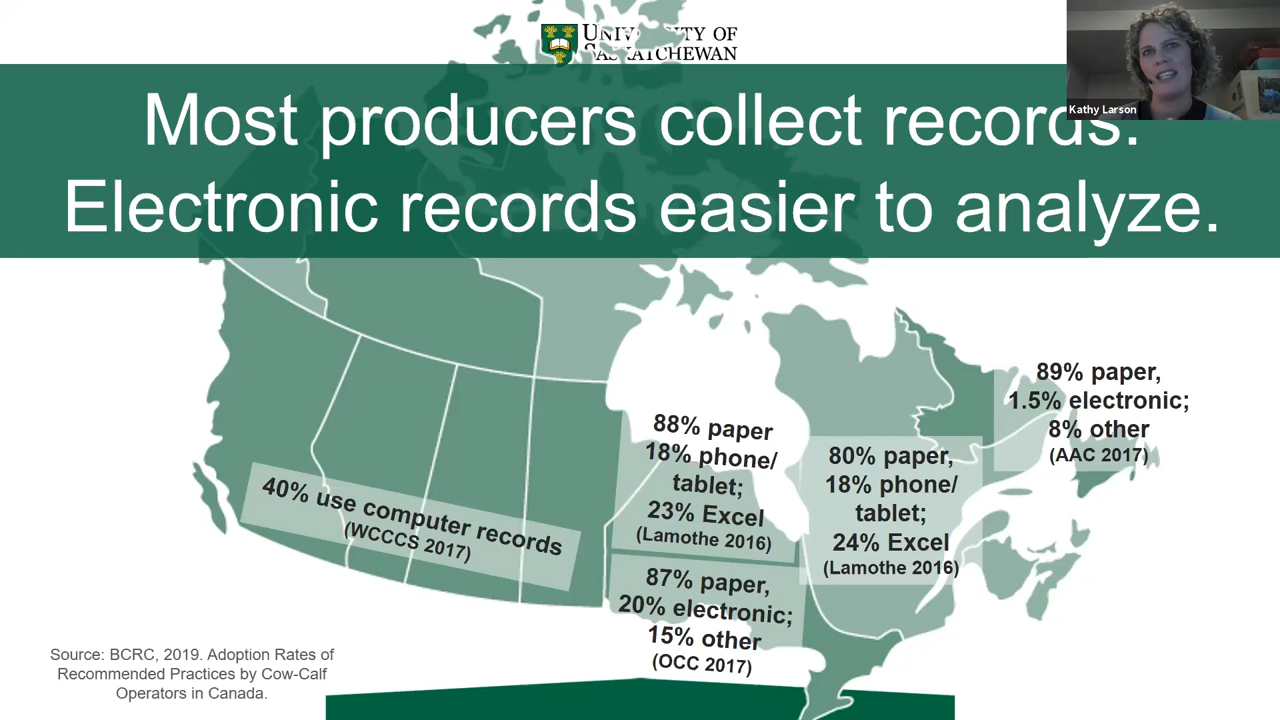 UNIVERSITY OF
SASKATCHEWAN
Kathy Larson
Most producers collect records.
Electronic records easier to analyze.
89% paper,
1.5% electronic;
8% other
(AAC 2017)
88% paper
18% phone/
tablet;
23% Excel
(Lamothe 2016)
80% paper,
18% phone/
tablet;
24% Excel
(Lamothe 2016)
40% use computer records
(WCCCS 2017)
87% paper,
20% electronic;
15% other
(OCC 2017)
Source: BCRC, 2019. Adoption Rates of
Recommended Practices by Cow-Calf
Operators in Canada.